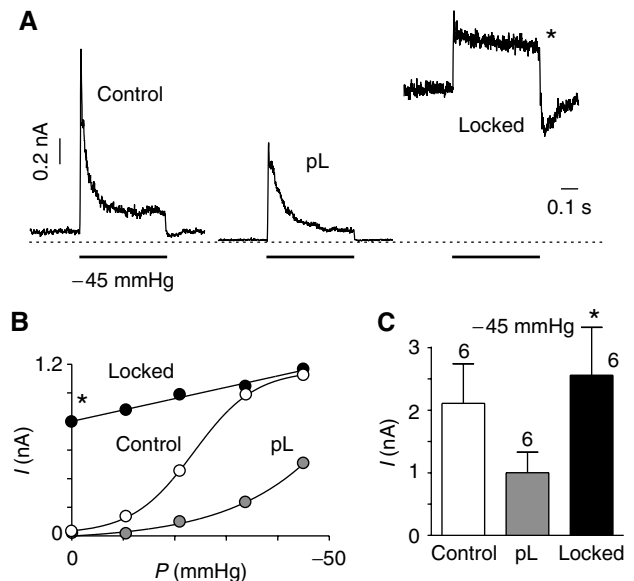 A
Control
pL
Locked
*
0.2 nA
0.1 s
−45 mmHg
B
1.2
0
I (nA)
*
Locked
Control
pL
0
−50
P (mmHg)
C
−45 mmHg
3
2
1
0
I (nA)
6
6
*
6
Control
pL
Locked